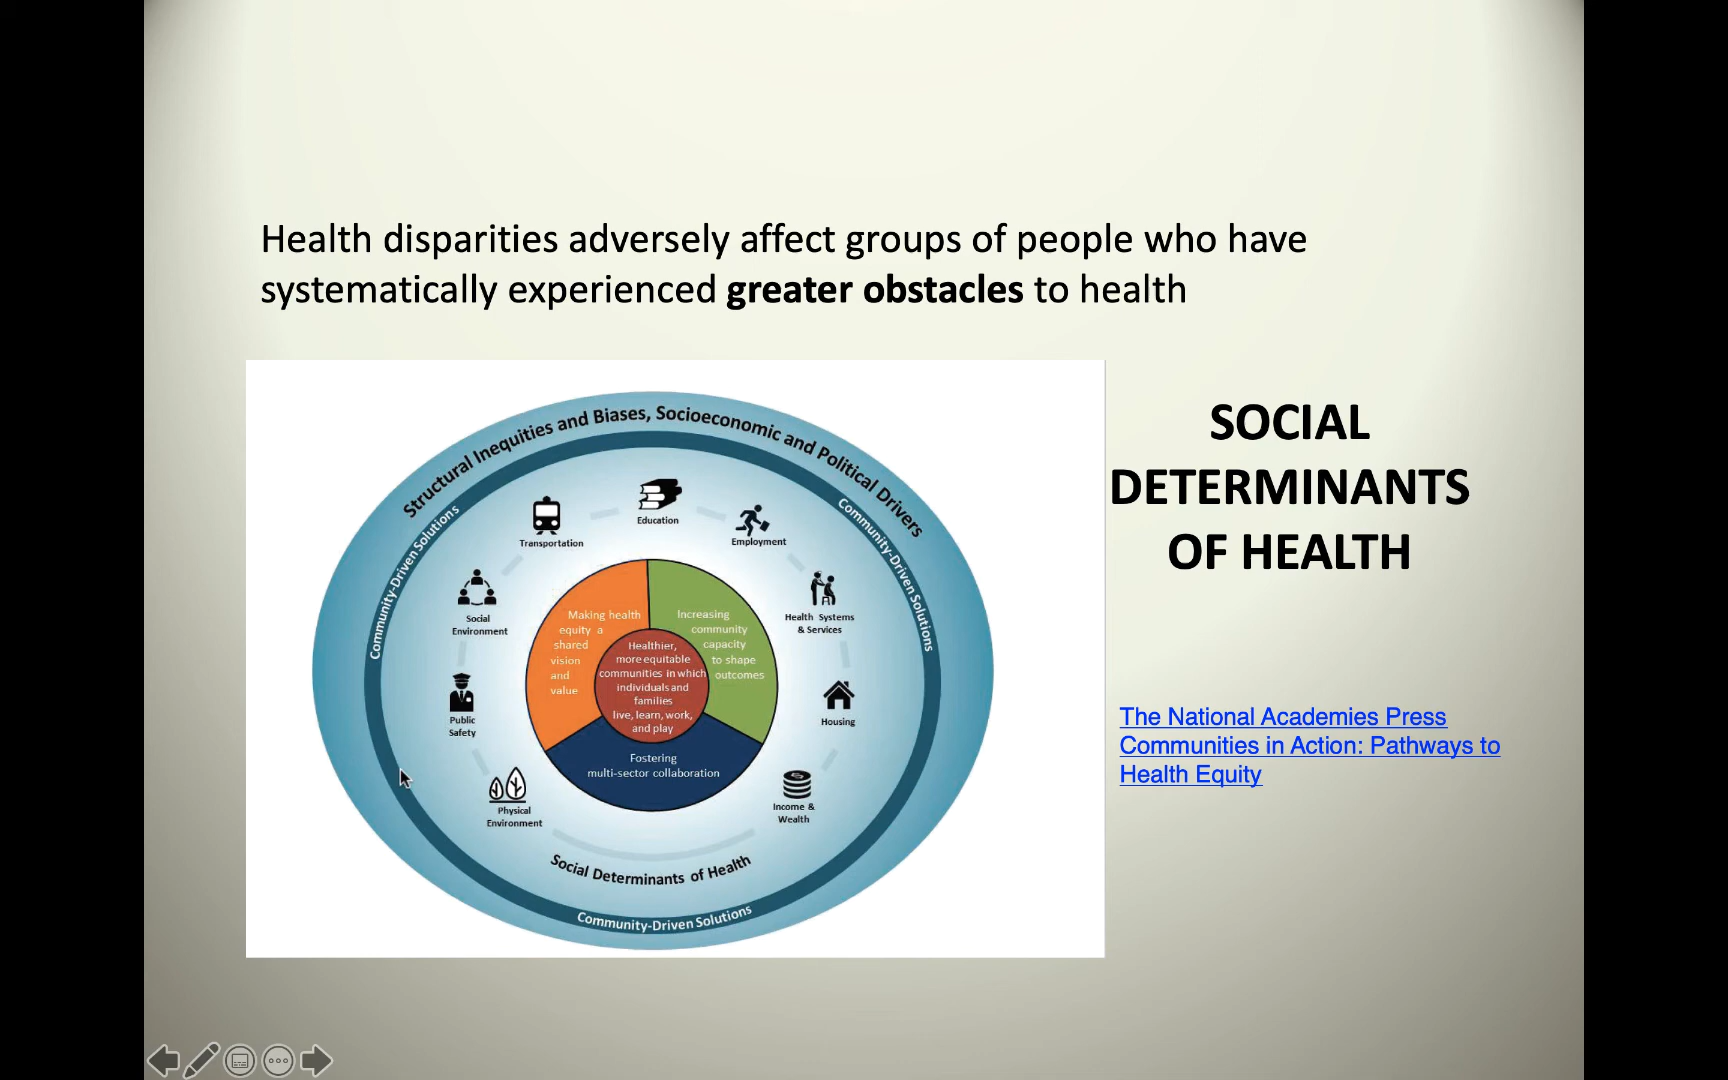 Health disparities adversely affect groups of people who have
systematically experienced greater obstacles to health
Structural Inequities and Biases, Socioeconomic and Political Drivers
Community-Driven Solutions
Community-Driven Solutions
Education
Transportation
Employment
Social
Environment
Health Systems
& Services
Public
Safety
Housing
Physical
Environment
Income &
Wealth
Making health
equity a
shared
vision
and
value
Increasing
community
capacity
to shape
outcomes
Healthier,
more equitable
communities in which
individuals and
families
live, learn, work,
and play
Fostering
multi-sector collaboration
Social Determinants of Health
Community-Driven Solutions
SOCIAL
DETERMINANTS
OF HEALTH
The National Academies Press
Communities in Action: Pathways to
Health Equity